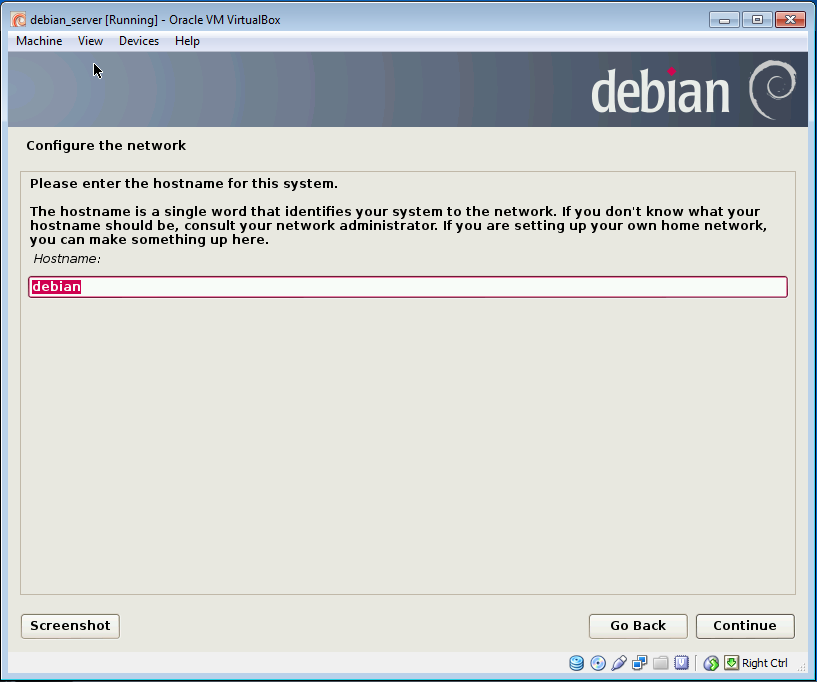 debian_server [Running] - Oracle VM VirtualBox
Machine View Devices Help
debian
Configure the network
Please enter the hostname for this system.
The hostname is a single word that identifies your system to the network. If you don't know what your
hostname should be, consult your network administrator. If you are setting up your own home network,
you can make something up here.
Hostname:
debian
Screenshot Go Back Continue
Right Ctrl